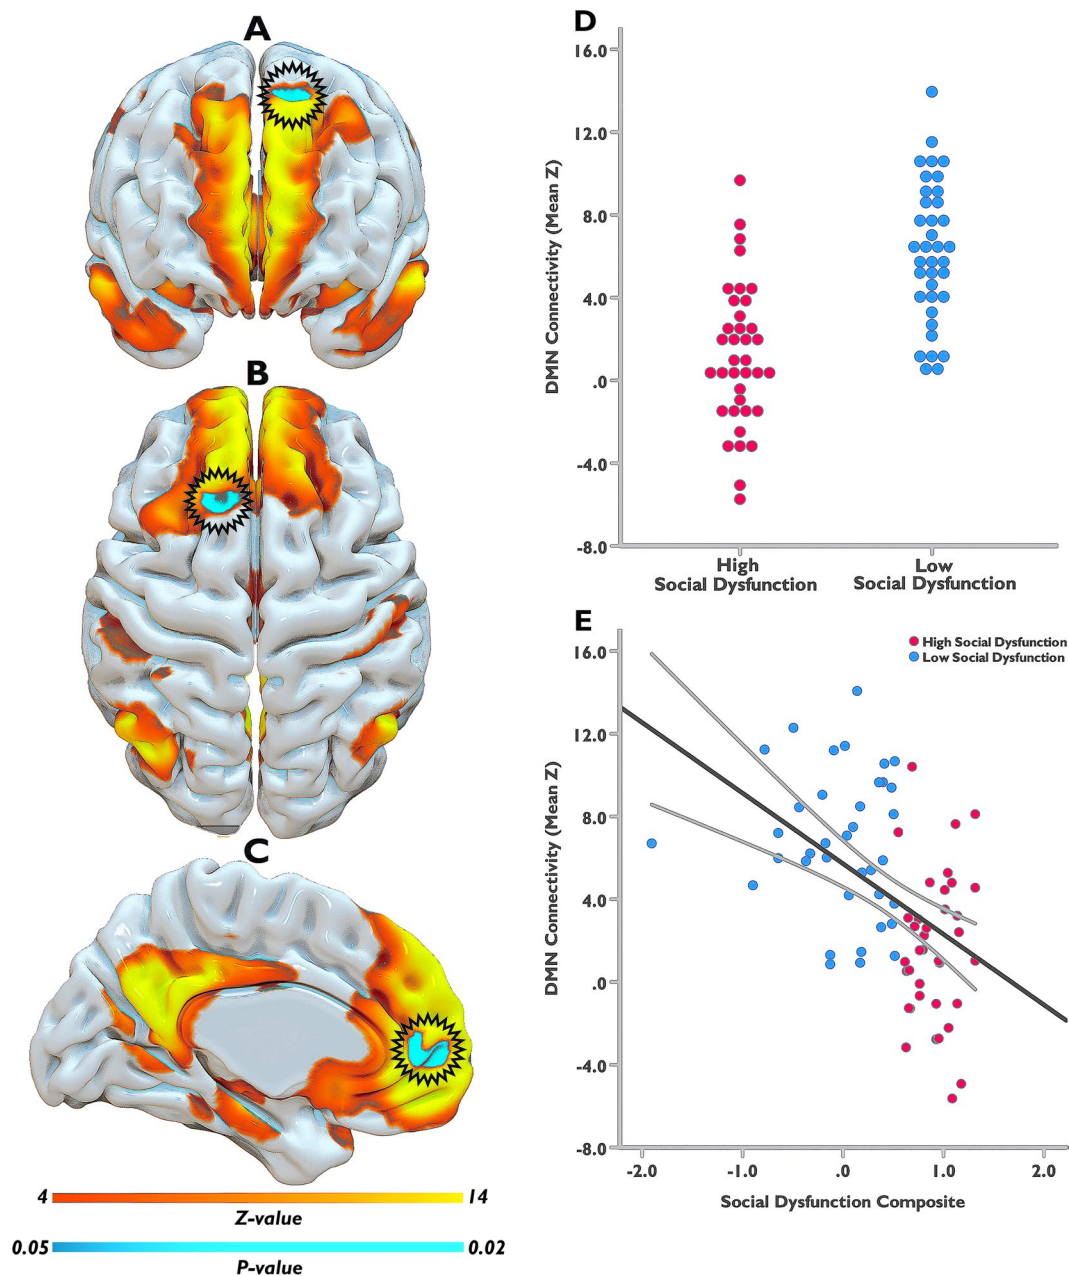 A
B
C
4
14
Z-value
0.05
0.02
P-value
D
16.0
12.0
8.0
4.0
.0
-4.0
-8.0
DMN Connectivity (Mean Z)
High
Social Dysfunction
Low
Social Dysfunction
E
High Social Dysfunction
Low Social Dysfunction
16.0
12.0
8.0
4.0
.0
-4.0
-8.0
DMN Connectivity (Mean Z)
-2.0
-1.0
.0
1.0
2.0
Social Dysfunction Composite